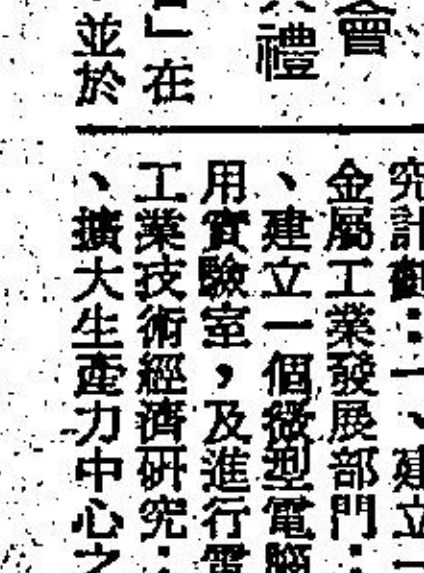 會
禮
」在
並於
究計劃：一、建立一
金屬工業發展部門：
、建立一個微型電腦
用實驗室，及進行電
工業技術經濟研究：
、擴大生產力中心之